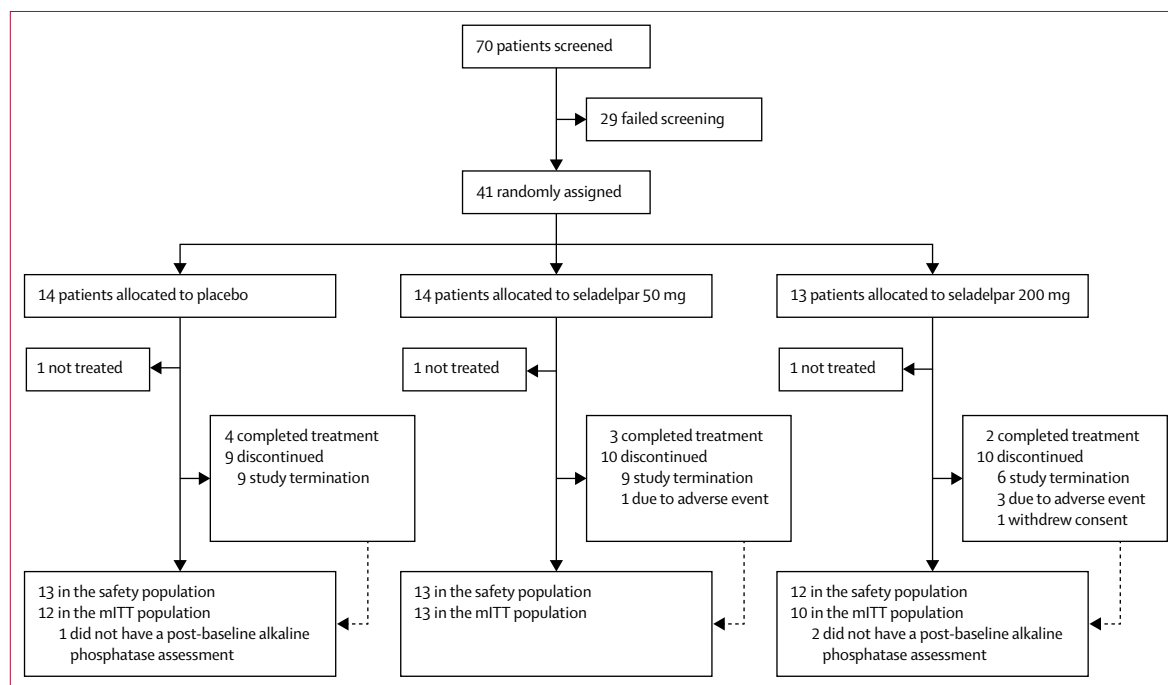 70 patients screened
29 failed screening
41 randomly assigned
14 patients allocated to placebo
14 patients allocated to seladelpar 50 mg
13 patients allocated to seladelpar 200 mg
1 not treated
1 not treated
1 not treated
4 completed treatment
9 discontinued
9 study termination
3 completed treatment
10 discontinued
9 study termination
1 due to adverse event
2 completed treatment
10 discontinued
6 study termination
3 due to adverse event
1 withdrew consent
13 in the safety population
12 in the mITT population
1 did not have a post-baseline alkaline
phosphatase assessment
13 in the safety population
13 in the mITT population
12 in the safety population
10 in the mITT population
2 did not have a post-baseline alkaline
phosphatase assessment